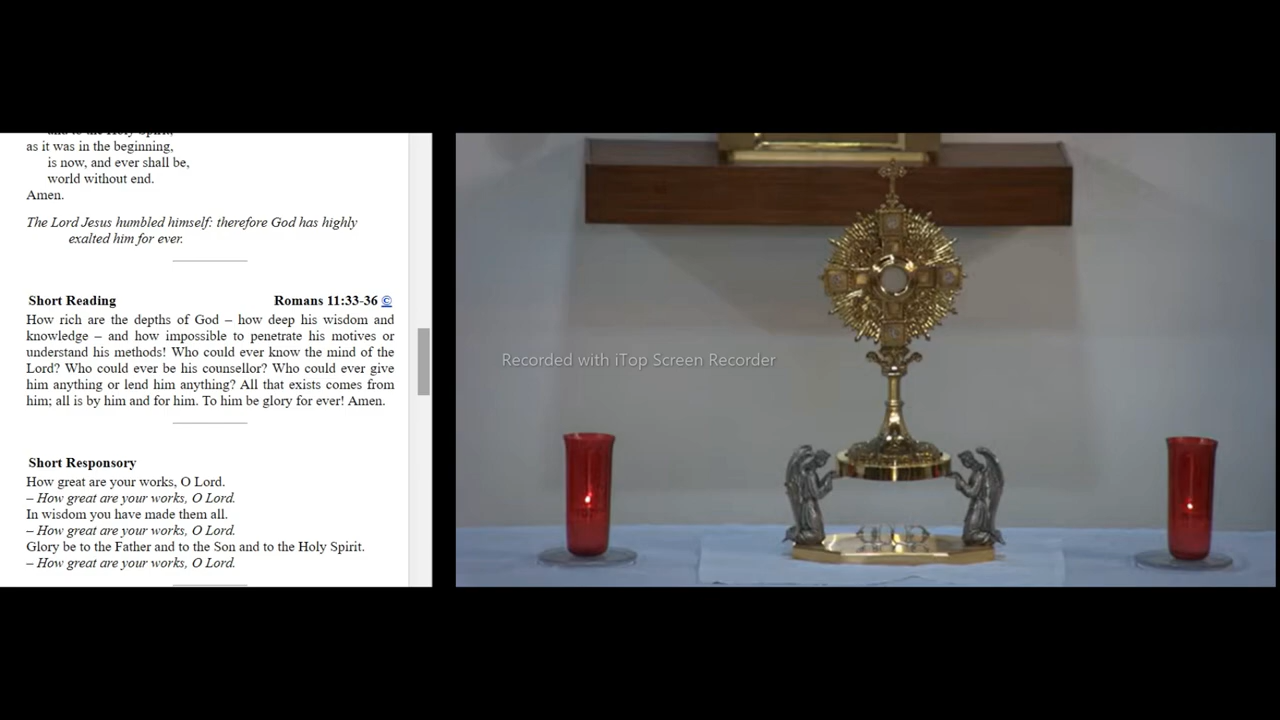 and to the Holy Spirit,
as it was in the beginning,
is now, and ever shall be,
world without end.
Amen.
The Lord Jesus humbled himself: therefore God has highly
exalted him for ever.
Short Reading Romans 11:33-36 ©
How rich are the depths of God – how deep his wisdom and
knowledge – and how impossible to penetrate his motives or
understand his methods! Who could ever know the mind of the
Lord? Who could ever be his counsellor? Who could ever give
him anything or lend him anything? All that exists comes from
him; all is by him and for him. To him be glory for ever! Amen.
Short Responsory
How great are your works, O Lord.
– How great are your works, O Lord.
In wisdom you have made them all.
– How great are your works, O Lord.
Glory be to the Father and to the Son and to the Holy Spirit.
– How great are your works, O Lord.
Recorded with iTop Screen Recorder